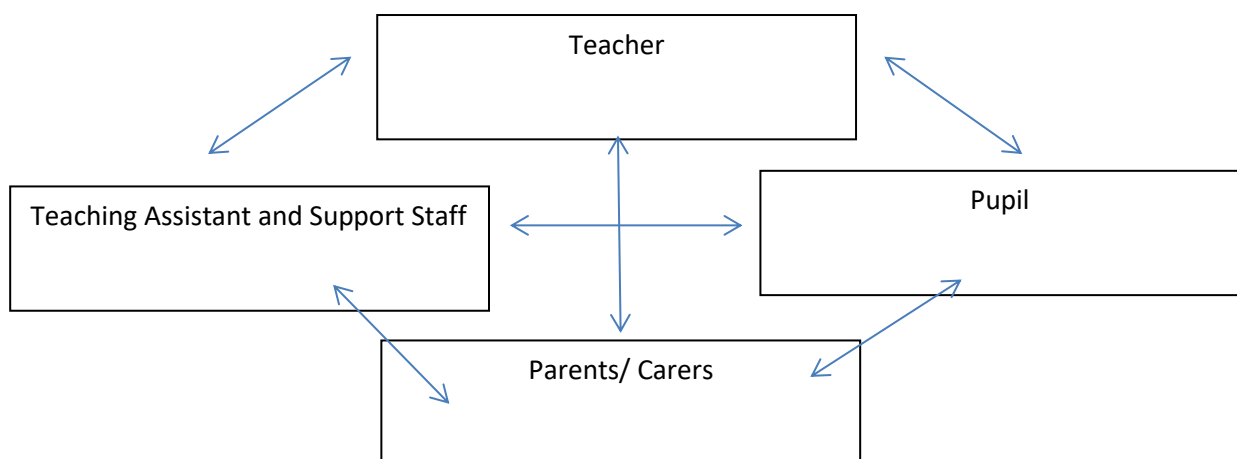 Teacher
Teaching Assistant and Support Staff
Pupil
Parents/ Carers